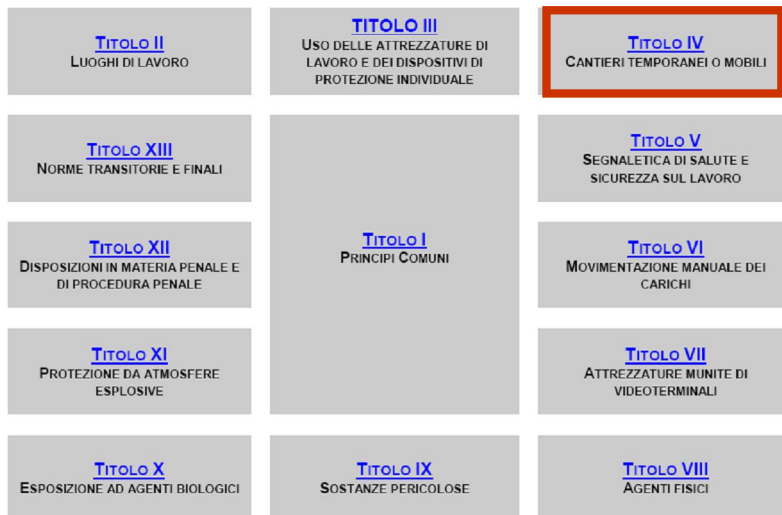 TITOLO II
LUOGHI DI LAVORO
TITOLO III
USO DELLE ATTREZZATURE DI
LAVORO E DEI DISPOSITIVI DI
PROTEZIONE INDIVIDUALE
TITOLO IV
CANTIERI TEMPORANEI O MOBILI
TITOLO XIII
NORME TRANSITORIE E FINALI
TITOLO I
PRINCIPI COMUNI
TITOLO V
SEGNALETICA DI SALUTE E
SICUREZZA SUL LAVORO
TITOLO XII
DISPOSIZIONI IN MATERIA PENALE E
DI PROCEDURA PENALE
TITOLO VI
MOVIMENTAZIONE MANUALE DEI
CARICHI
TITOLO XI
PROTEZIONE DA ATMOSFERE
ESPLOSIVE
TITOLO VII
ATTREZZATURE MUNITE DI
VIDEOTERMINALI
TITOLO X
ESPOSIZIONE AD AGENTI BIOLOGICI
TITOLO IX
SOSTANZE PERICOLOSE
TITOLO VIII
AGENTI FISICI